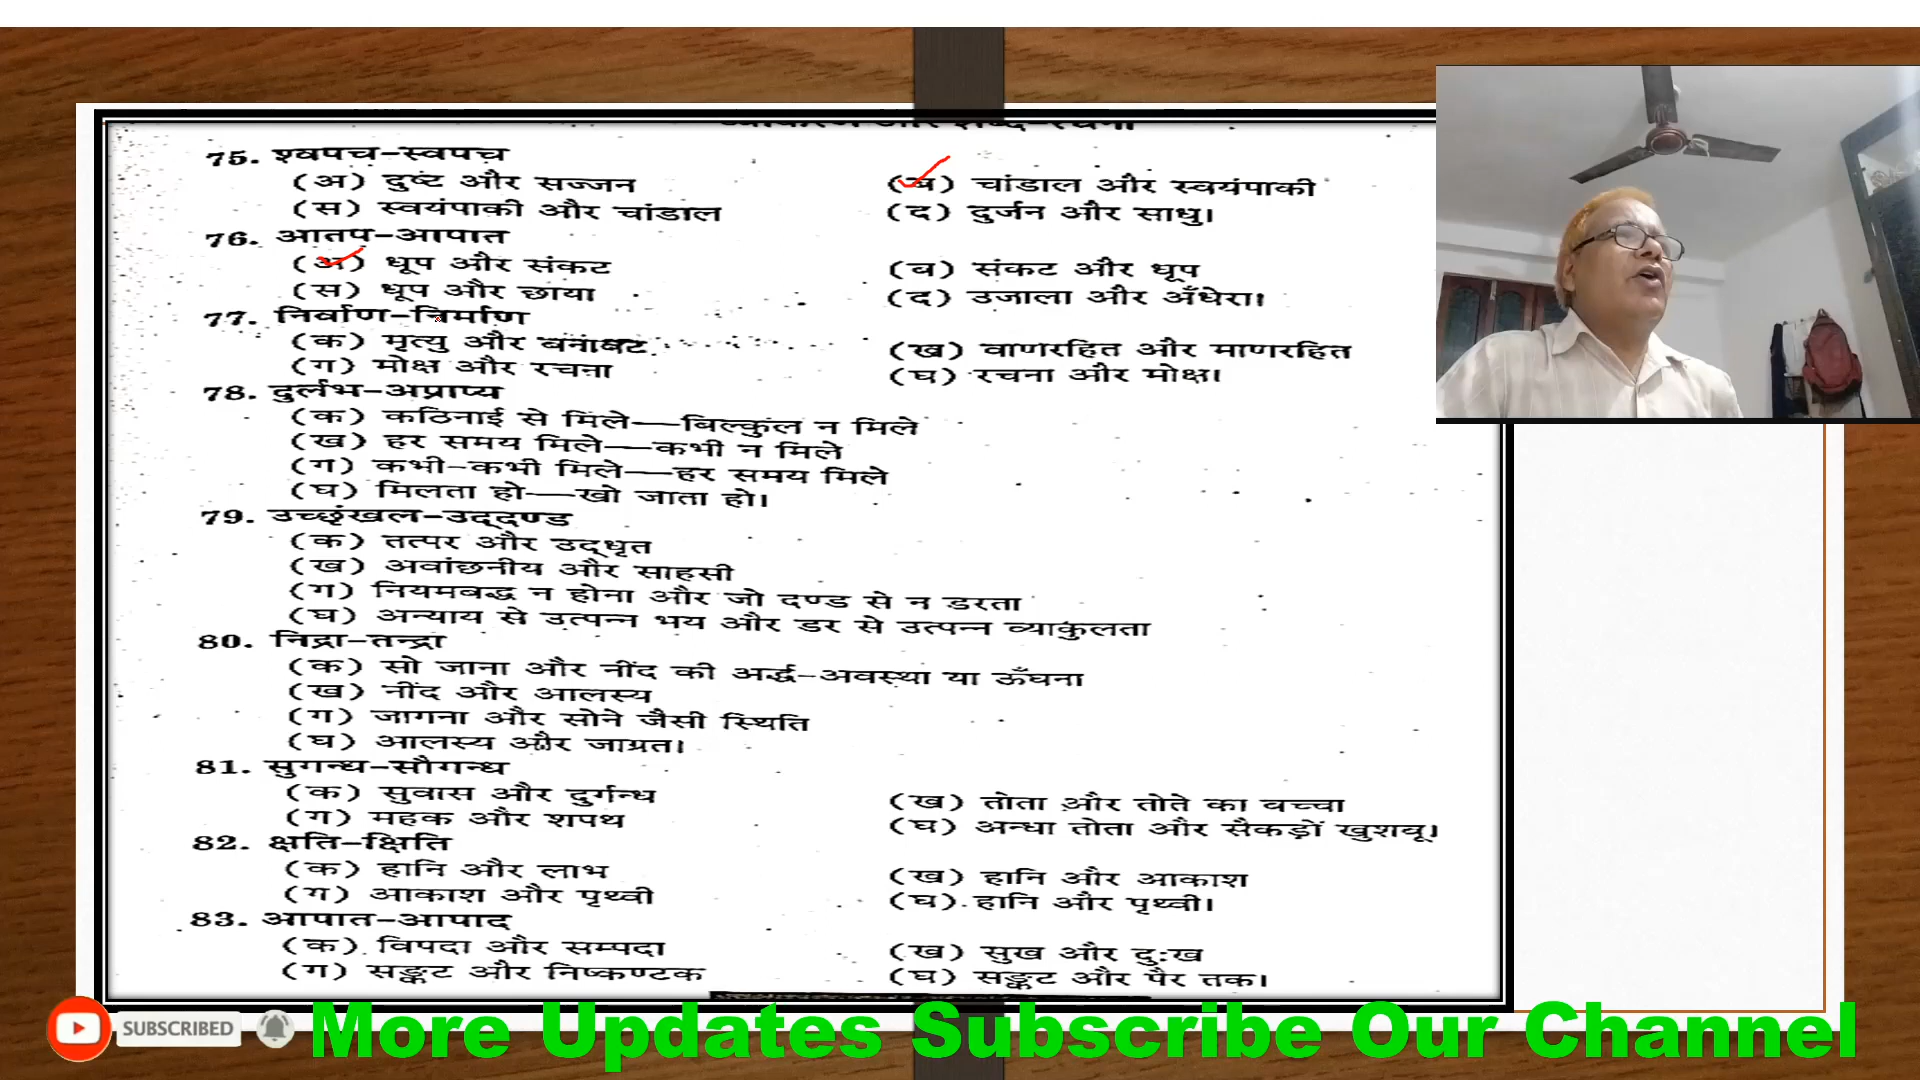 75. श्वपच-स्वपच
(अ) दुष्ट और सज्जन (ब) चांडाल और स्वयंपाकी
(स) स्वयंपाकी और चांडाल (द) दुर्जन और साधु।
76. आतप-आपात
(अ) धूप और संकट (ब) संकट और धूप
(स) धूप और छाया (द) उजाला और अँधेरा।
77. निर्वाण-निर्माण
(क) मृत्यु और बनावट (ख) वाणरहित और माणरहित
(ग) मोक्ष और रचना (घ) रचना और मोक्ष।
78. दुर्लभ-अप्राप्य
(क) कठिनाई से मिले—बिल्कुल न मिले
(ख) हर समय मिले—कभी न मिले
(ग) कभी-कभी मिले—हर समय मिले
(घ) मिलता हो—खो जाता हो।
79. उच्छृंखल-उद्दण्ड
(क) तत्पर और उद्धृत
(ख) अवांछनीय और साहसी
(ग) नियमबद्ध न होना और जो दण्ड से न डरता
(घ) अन्याय से उत्पन्न भय और डर से उत्पन्न व्याकुलता
80. निद्रा-तन्द्रा
(क) सो जाना और नींद की अर्द्ध-अवस्था या ऊँघना
(ख) नींद और आलस्य
(ग) जागना और सोने जैसी स्थिति
(घ) आलस्य और जाग्रत।
81. सुगन्ध-सौगन्ध
(क) सुवास और दुर्गन्ध (ख) तोता और तोते का बच्चा
(ग) महक और शपथ (घ) अन्धा तोता और सैकड़ों खुशबू।
82. क्षति-क्षिति
(क) हानि और लाभ (ख) हानि और आकाश
(ग) आकाश और पृथ्वी (घ) हानि और पृथ्वी।
83. आपात-आपाद
(क) विपदा और सम्पदा (ख) सुख और दुःख
(ग) सङ्कट और निष्कण्टक (घ) सङ्कट और पैर तक।
SUBSCRIBED More Updates Subscribe Our Channel